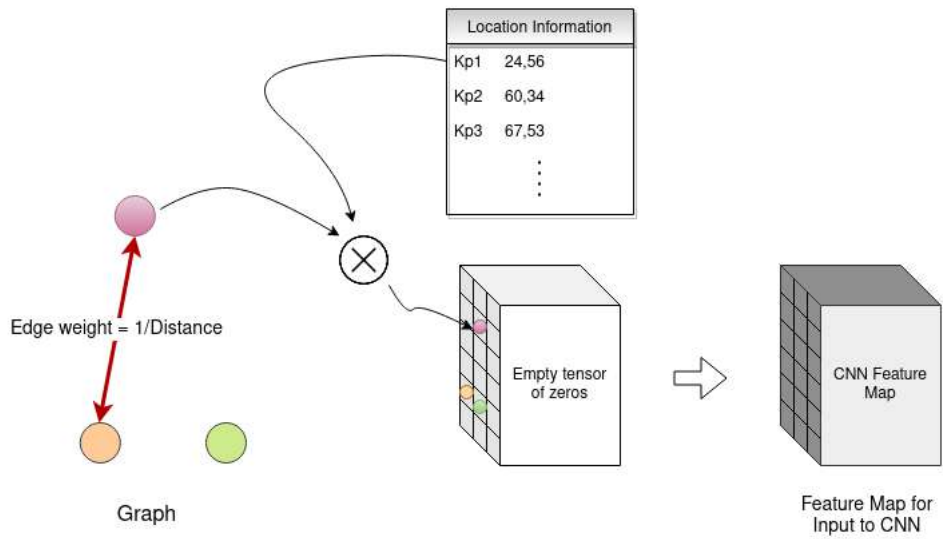 Location Information
Kp1 24,56
Kp2 60,34
Kp3 67,53
Edge weight = 1/Distance
Empty tensor
of zeros
CNN Feature
Map
Graph
Feature Map for
Input to CNN